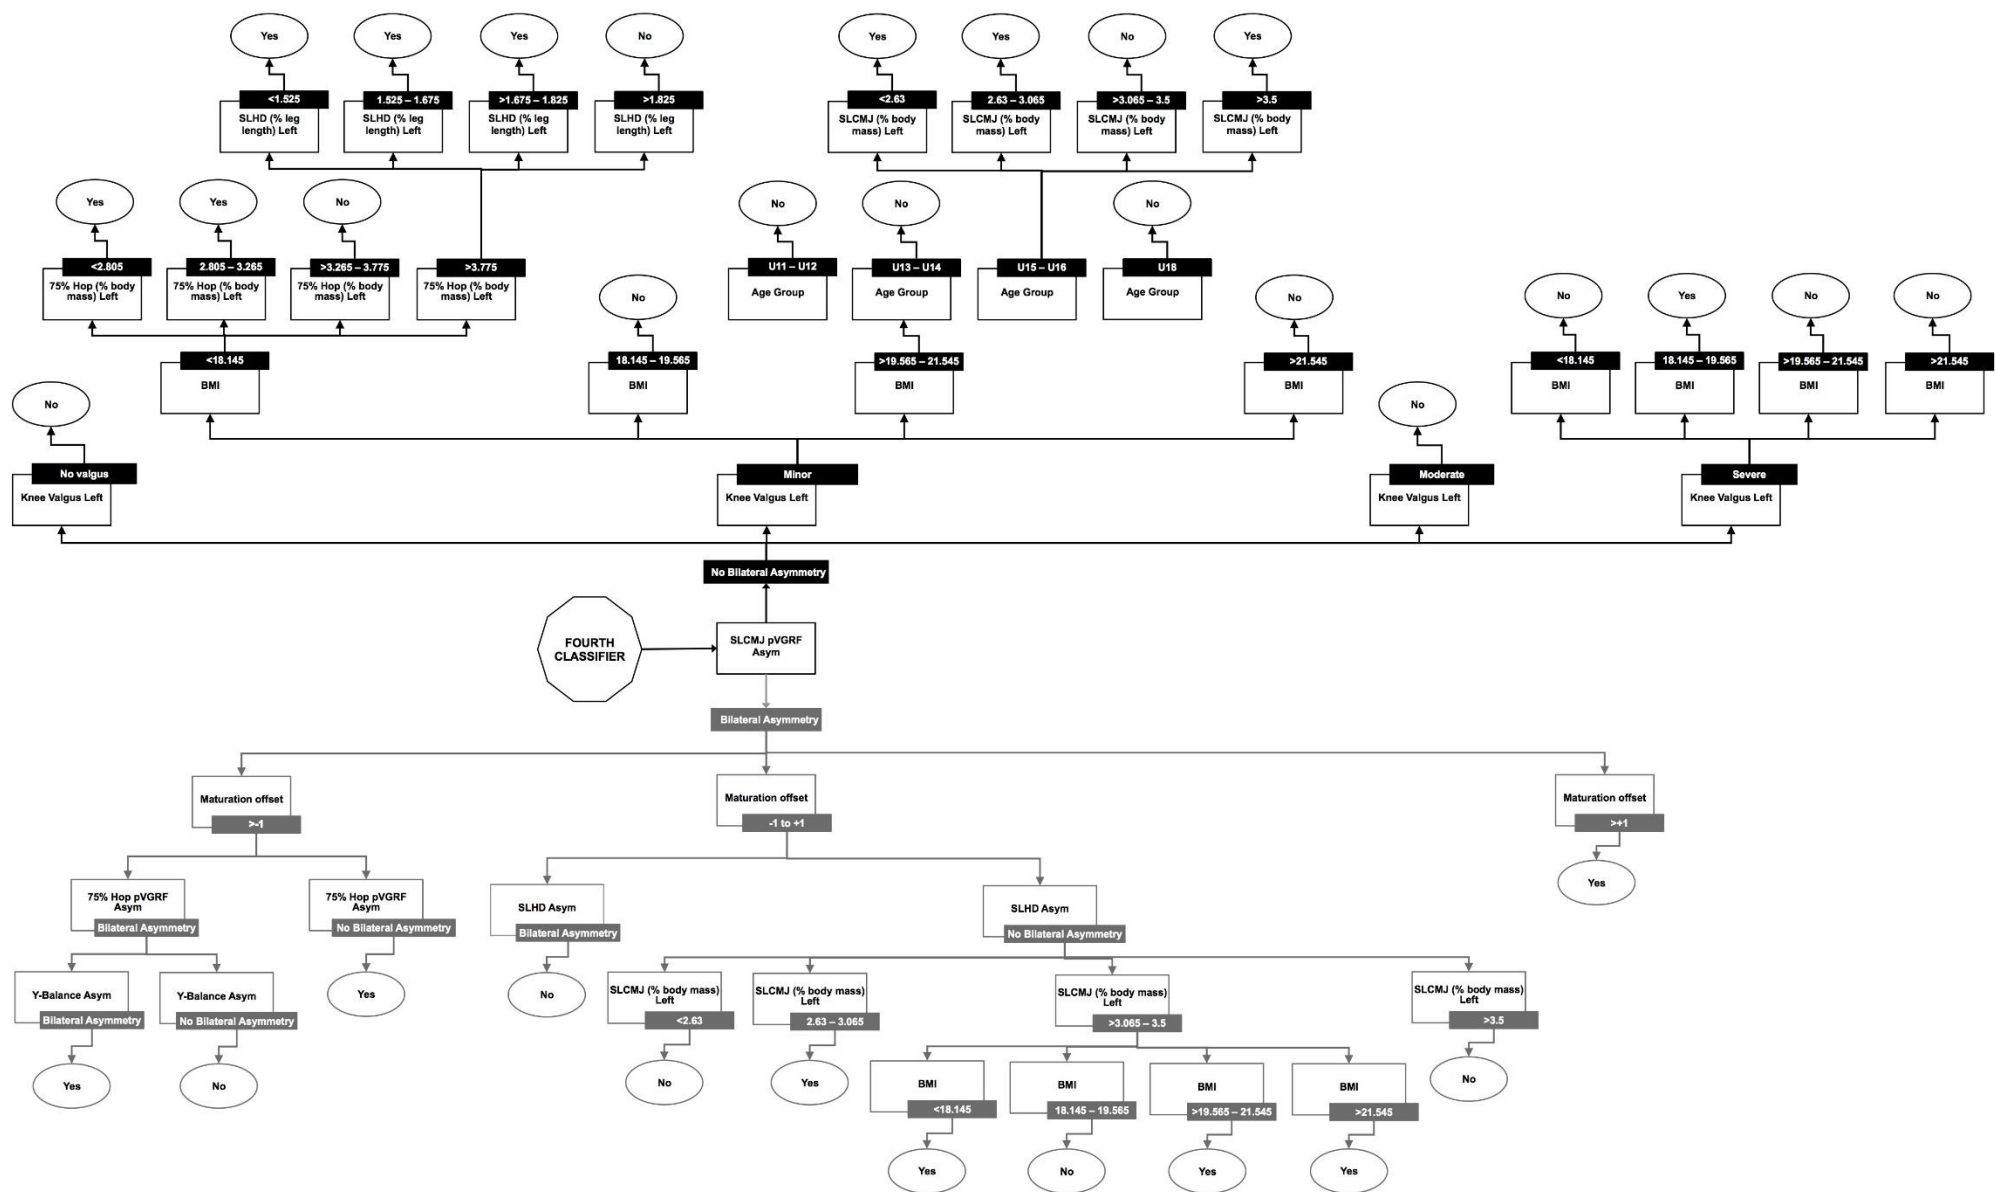 Yes
Yes
Yes
No
Yes
Yes
No
Yes
<1.525
1.525 – 1.675
>1.675 – 1.825
>1.825
<2.63
2.63 – 3.065
>3.065 – 3.5
>3.5
SLHD (% leg
length) Left
SLHD (% leg
length) Left
SLHD (% leg
length) Left
SLHD (% leg
length) Left
SLCMJ (% body
mass) Left
SLCMJ (% body
mass) Left
SLCMJ (% body
mass) Left
SLCMJ (% body
mass) Left
Yes
Yes
No
No
No
No
<2.805
2.805 – 3.265
>3.265 – 3.775
>3.775
U11 – U12
U13 – U14
U15 – U16
U18
75% Hop (% body
mass) Left
75% Hop (% body
mass) Left
75% Hop (% body
mass) Left
75% Hop (% body
mass) Left
Age Group
Age Group
Age Group
Age Group
No
No
No
Yes
No
No
<18.145
18.145 – 19.565
>19.565 – 21.545
>21.545
<18.145
18.145 – 19.565
>19.565 – 21.545
>21.545
BMI
BMI
BMI
BMI
BMI
BMI
BMI
BMI
No
No
No valgus
Minor
Moderate
Severe
Knee Valgus Left
Knee Valgus Left
Knee Valgus Left
Knee Valgus Left
No Bilateral Asymmetry
FOURTH
CLASSIFIER
SLCMJ pVGRF
Asym
Bilateral Asymmetry
Maturation offset
>-1
Maturation offset
-1 to +1
Maturation offset
>+1
Yes
75% Hop pVGRF
Asym
Bilateral Asymmetry
75% Hop pVGRF
Asym
No Bilateral Asymmetry
SLHD Asym
Bilateral Asymmetry
SLHD Asym
No Bilateral Asymmetry
Y-Balance Asym
Bilateral Asymmetry
Y-Balance Asym
No Bilateral Asymmetry
Yes
No
SLCMJ (% body mass)
Left
<2.63
SLCMJ (% body mass)
Left
2.63 – 3.065
SLCMJ (% body mass)
Left
>3.065 – 3.5
SLCMJ (% body mass)
Left
>3.5
Yes
No
No
Yes
No
BMI
<18.145
BMI
18.145 – 19.565
BMI
>19.565 – 21.545
BMI
>21.545
Yes
No
Yes
Yes